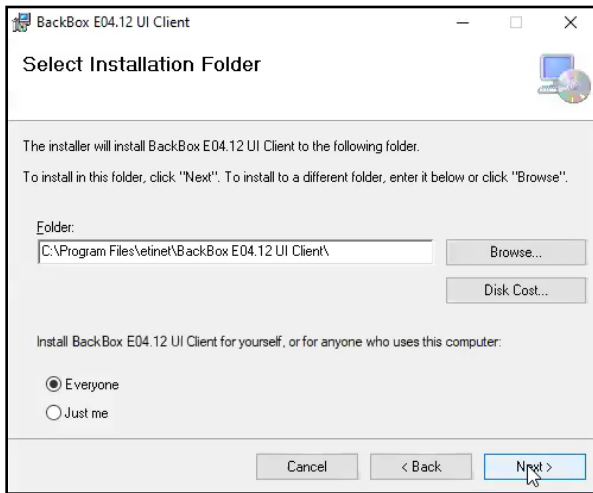 BackBox E04.12 UI Client
Select Installation Folder
The installer will install BackBox E04.12 UI Client to the following folder.
To install in this folder, click "Next". To install to a different folder, enter it below or click "Browse".
Folder:
C:\Program Files\etinet\BackBox E04.12 UI Client\
Browse...
Disk Cost...
Install BackBox E04.12 UI Client for yourself, or for anyone who uses this computer:
Everyone
Just me
Cancel
< Back
Next >